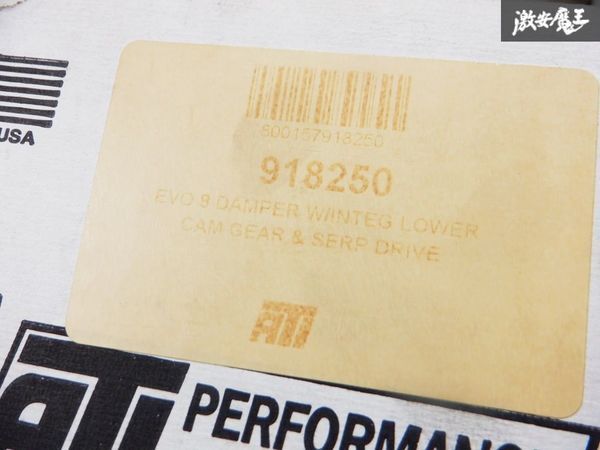 激安魔王
USA
800157918250
918250
EVO 9 DAMPER W/INTEG LOWER
CAM GEAR & SERP DRIVE
ATI
ATI PERFORMANC